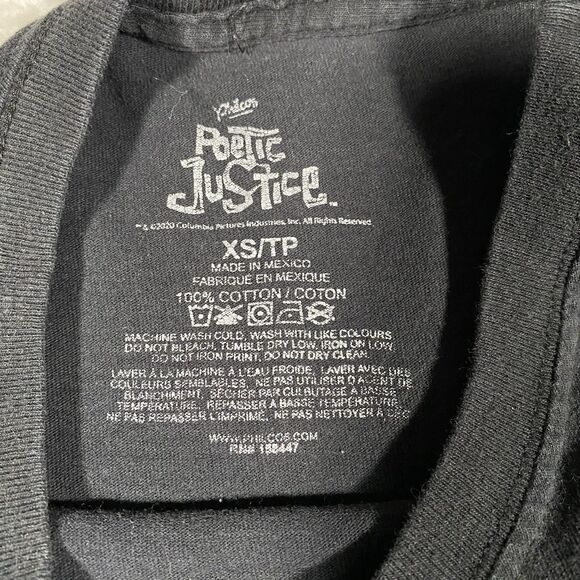 Philcos
Poetic
Justice™
™ & ©2020 Columbia Pictures Industries, Inc. All Rights Reserved.
XS/TP
MADE IN MEXICO
FABRIQUÉ EN MEXIQUE
100% COTTON / COTON
MACHINE WASH COLD, WASH WITH LIKE COLOURS
DO NOT BLEACH, TUMBLE DRY LOW, IRON ON LOW
DO NOT IRON PRINT, DO NOT DRY CLEAN.
LAVER À LA MACHINE À L'EAU FROIDE, LAVER AVEC DES
COULEURS SEMBLABLES, NE PAS UTILISER D'AGENT DE
BLANCHIMENT, SÉCHER PAR CULBUTAGE À BASSE
TEMPÉRATURE, REPASSER À BASSE TEMPÉRATURE,
NE PAS REPASSER L'IMPRIMÉ, NE PAS NETTOYER À SEC
WWW.PHILCOS.COM
RN# 158447